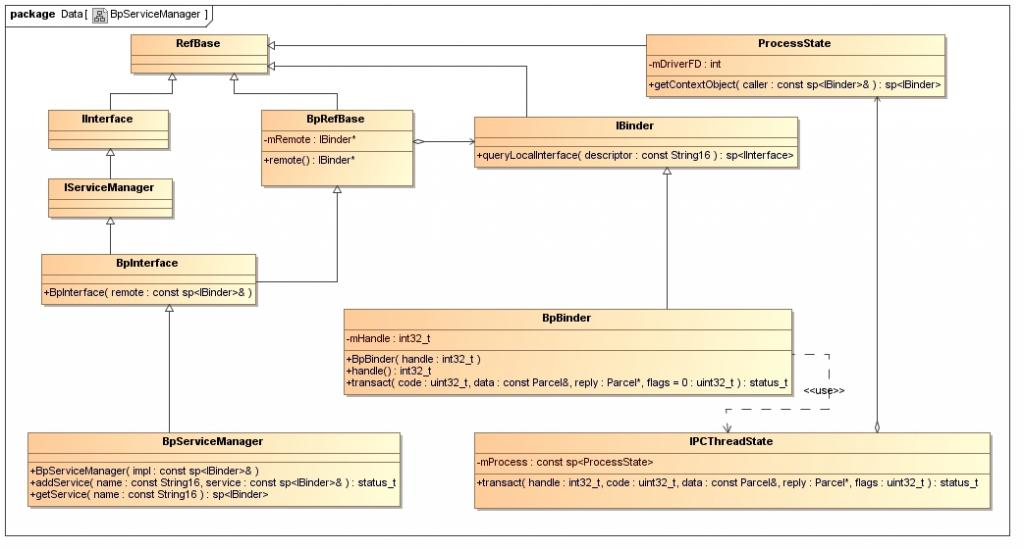 package Data[ BpServiceManager ]
RefBase
ProcessState
-mDriverFD : int
+getContextObject( caller : const sp<IBinder>& ) : sp<IBinder>
IInterface
BpRefBase
-mRemote : IBinder*
+remote() : IBinder*
IBinder
+queryLocalInterface( descriptor : const String16 ) : sp<IInterface>
IServiceManager
BpInterface
+BpInterface( remote : const sp<IBinder>& )
BpBinder
-mHandle : int32_t
+BpBinder( handle : int32_t )
+handle() : int32_t
+transact( code : uint32_t, data : const Parcel&, reply : Parcel*, flags = 0 : uint32_t ) : status_t
<<use>>
BpServiceManager
+BpServiceManager( impl : const sp<IBinder>& )
+addService( name : const String16, service : const sp<IBinder>& ) : status_t
+getService( name : const String16 ) : sp<IBinder>
IPCThreadState
-mProcess : const sp<ProcessState>
+transact( handle : int32_t, code : uint32_t, data : const Parcel&, reply : Parcel*, flags : uint32_t ) : status_t